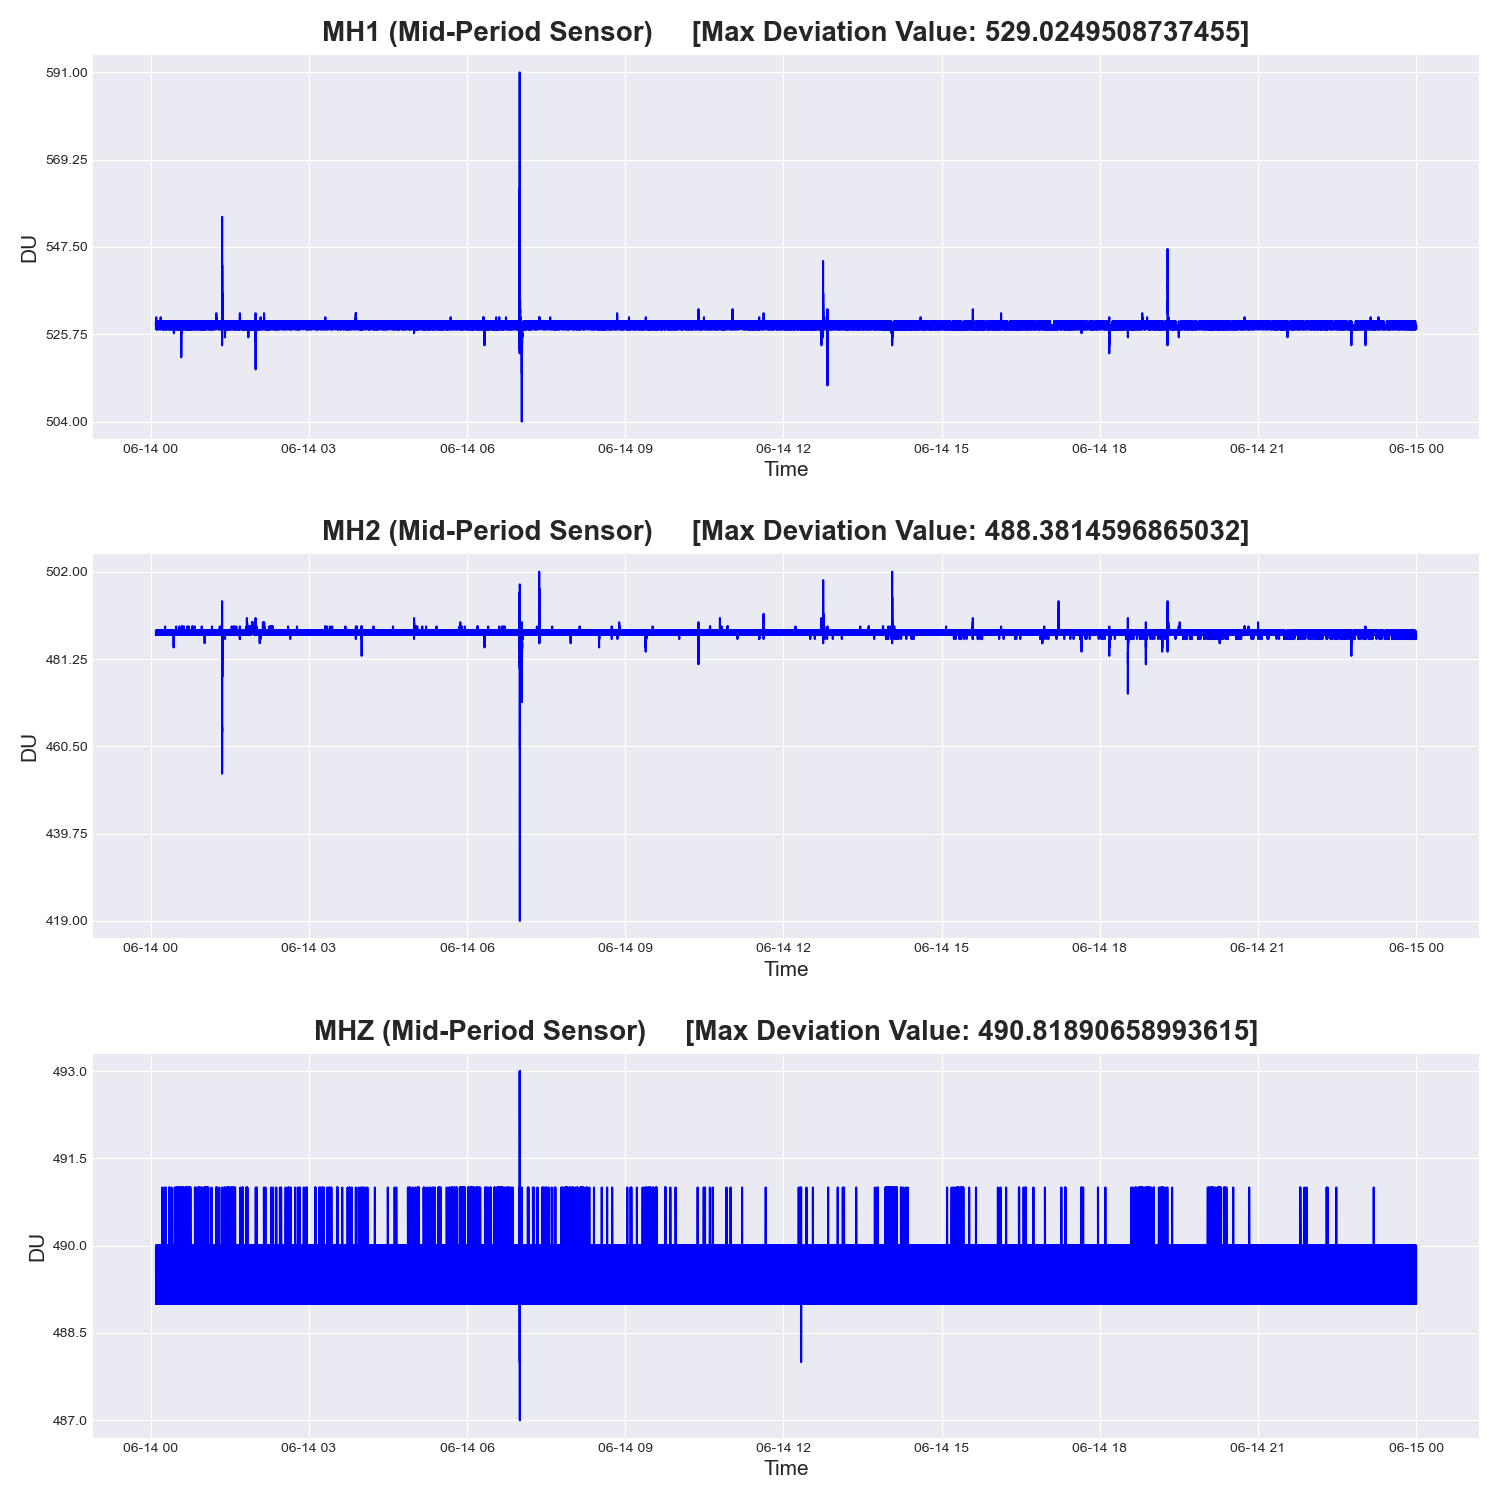 MH1 (Mid-Period Sensor) [Max Deviation Value: 529.0249508737455]
591.00
569.25
547.50
525.75
504.00
DU
06-14 00 06-14 03 06-14 06 06-14 09 06-14 12 06-14 15 06-14 18 06-14 21 06-15 00
Time
MH2 (Mid-Period Sensor) [Max Deviation Value: 488.3814596865032]
502.00
481.25
460.50
439.75
419.00
DU
06-14 00 06-14 03 06-14 06 06-14 09 06-14 12 06-14 15 06-14 18 06-14 21 06-15 00
Time
MHZ (Mid-Period Sensor) [Max Deviation Value: 490.81890658993615]
493.0
491.5
490.0
488.5
487.0
DU
06-14 00 06-14 03 06-14 06 06-14 09 06-14 12 06-14 15 06-14 18 06-14 21 06-15 00
Time